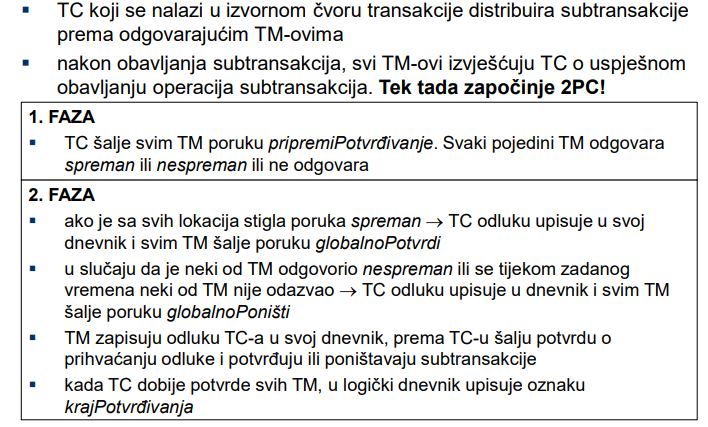 ▪ TC koji se nalazi u izvornom čvoru transakcije distribuira subtransakcije
prema odgovarajućim TM-ovima
▪ nakon obavljanja subtransakcija, svi TM-ovi izvješćuju TC o uspješnom
obavljanju operacija subtransakcija. Tek tada započinje 2PC!
1. FAZA
▪ TC šalje svim TM poruku pripremiPotvrđivanje. Svaki pojedini TM odgovara
spreman ili nespreman ili ne odgovara
2. FAZA
▪ ako je sa svih lokacija stigla poruka spreman → TC odluku upisuje u svoj
dnevnik i svim TM šalje poruku globalnoPotvrdi
▪ u slučaju da je neki od TM odgovorio nespreman ili se tijekom zadanog
vremena neki od TM nije odazvao → TC odluku upisuje u dnevnik i svim TM
šalje poruku globalnoPoništi
▪ TM zapisuju odluku TC-a u svoj dnevnik, prema TC-u šalju potvrdu o
prihvaćanju odluke i potvrđuju ili poništavaju subtransakcije
▪ kada TC dobije potvrde svih TM, u logički dnevnik upisuje oznaku
krajPotvrđivanja